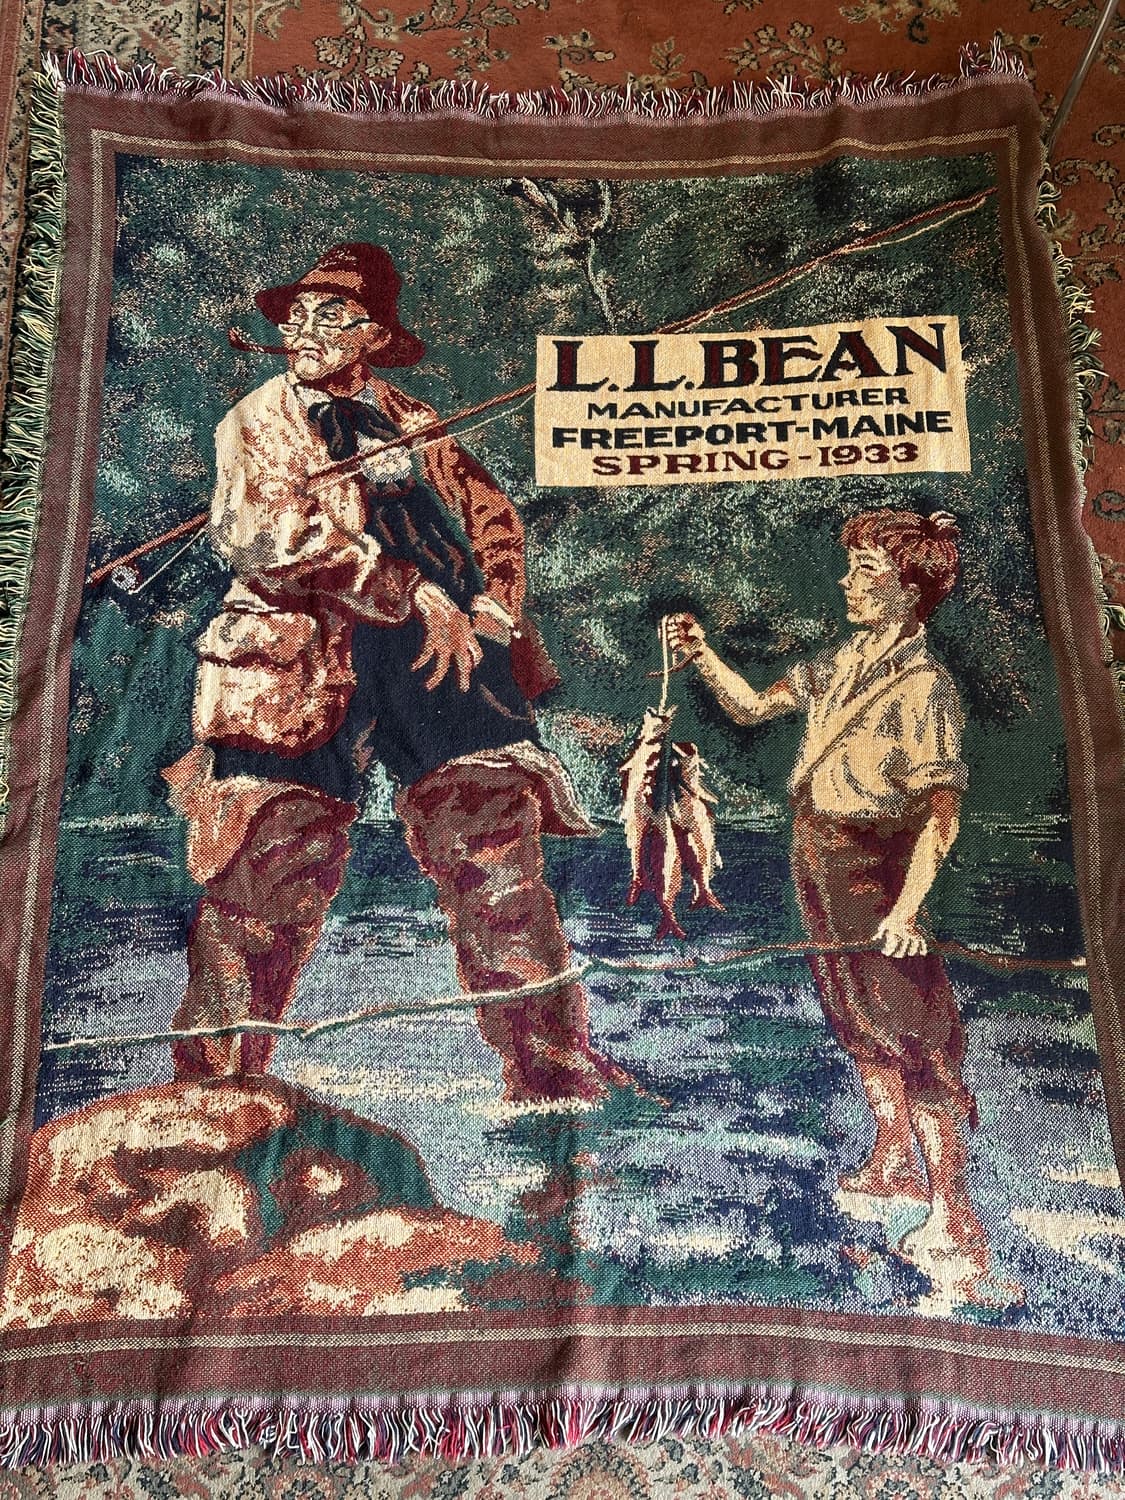 L.L.BEAN
MANUFACTURER
FREEPORT-MAINE
SPRING-1933